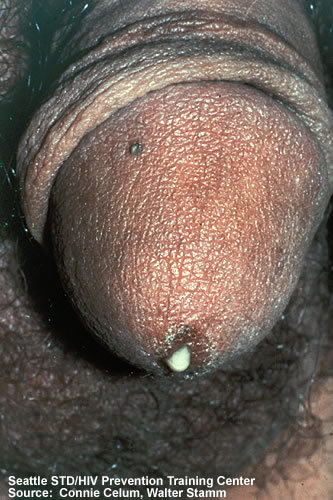 Seattle STD/HIV Prevention Training Center
Source:  Connie Celum, Walter Stamm